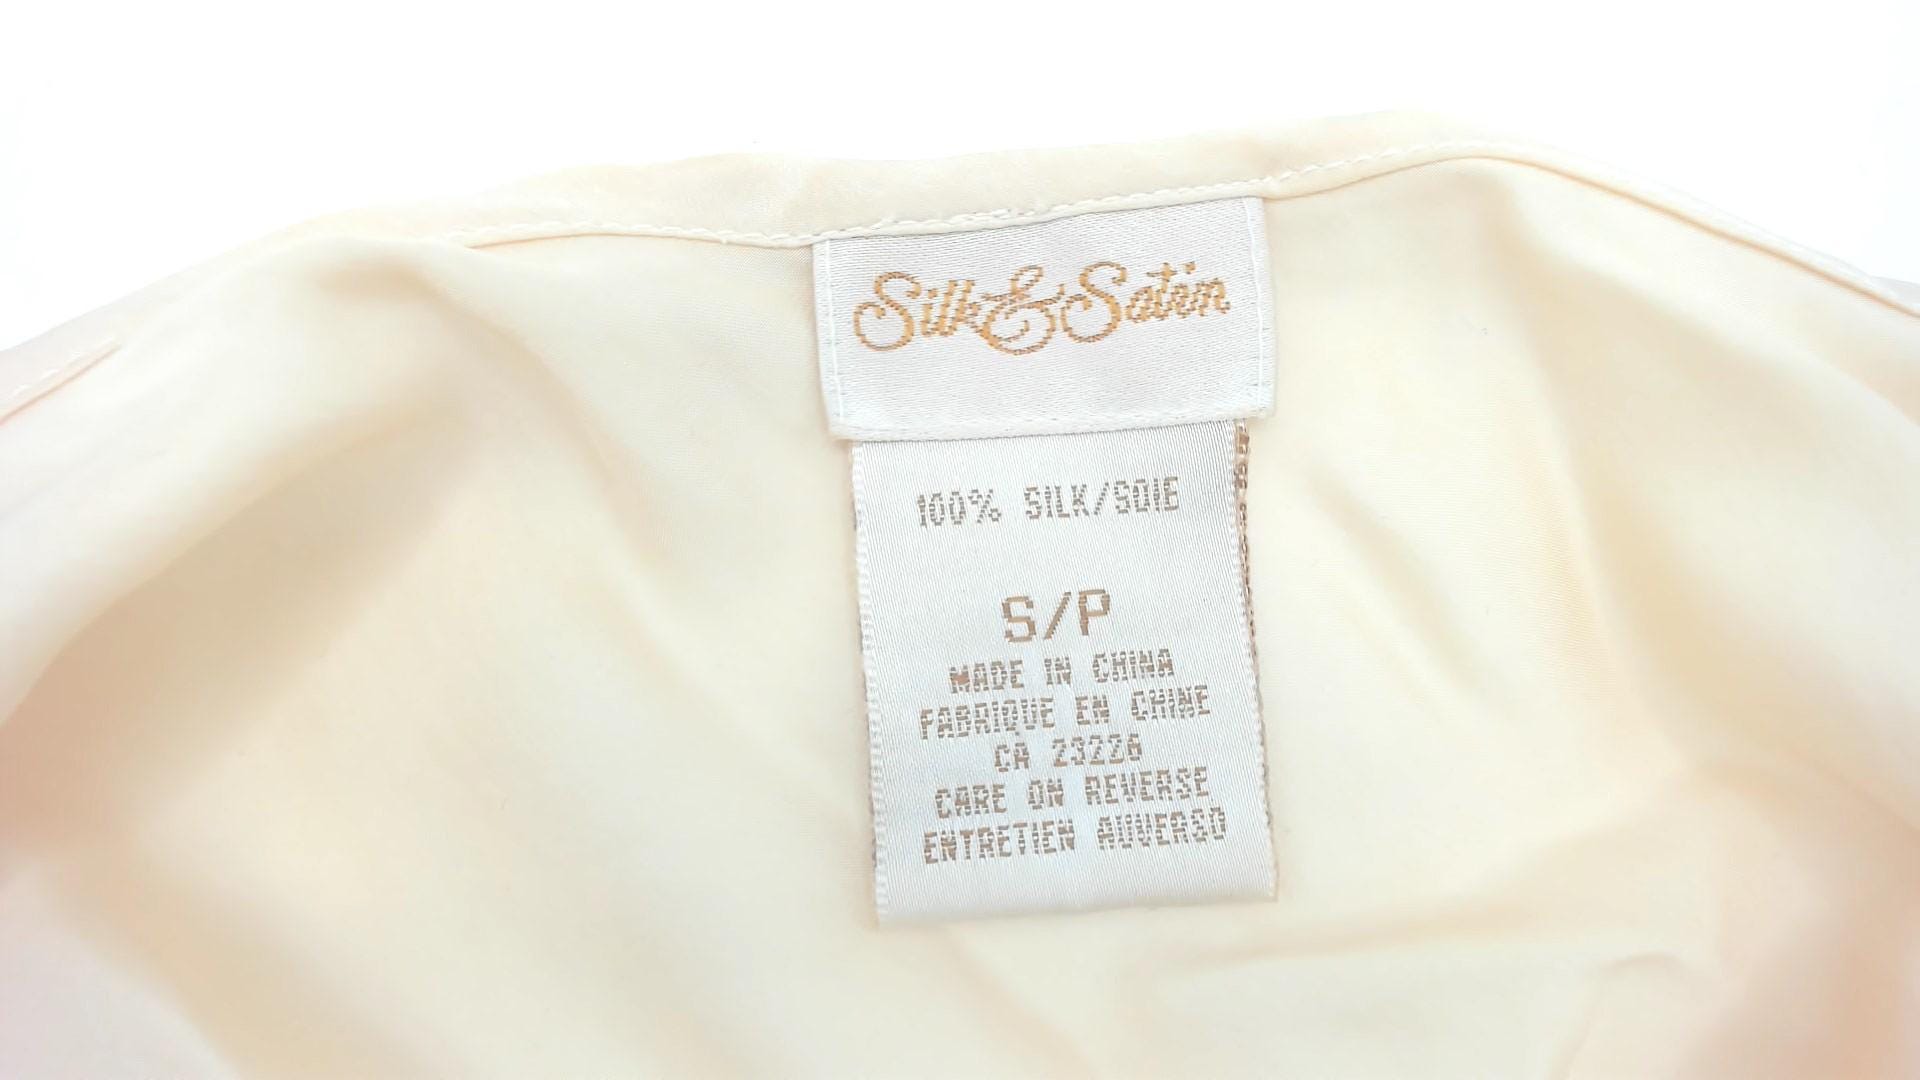 Silk & Satin
100% SILK/SOIE
S/P
MADE IN CHINA
FABRIQUE EN CHINE
CA 23226
CARE ON REVERSE
ENTRETIEN AUVERSO